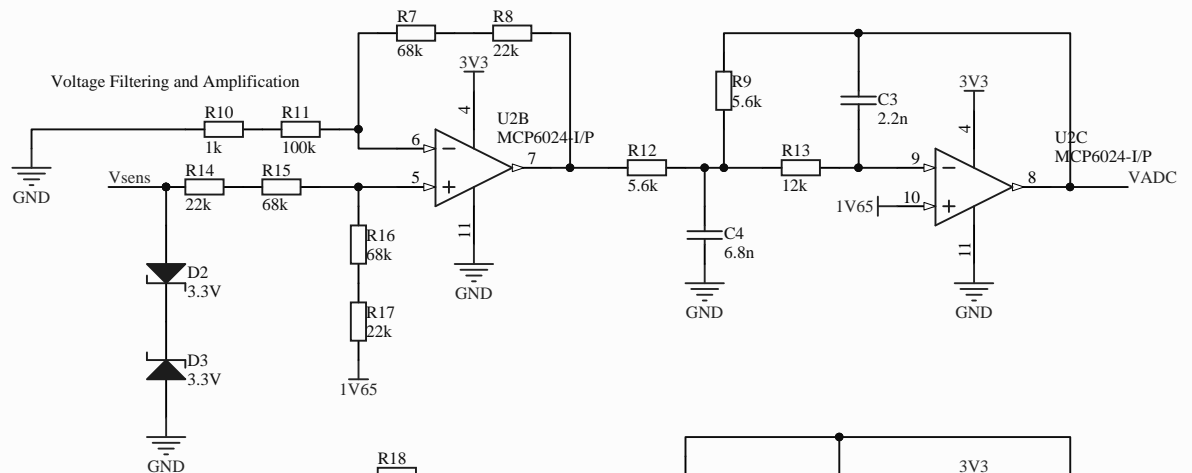 R7
R8
68k
22k
3V3
3V3
Voltage Filtering and Amplification
R9
5.6k
C3
2.2n
4
4
R10
R11
1k
100k
U2B
MCP6024-I/P
U2C
MCP6024-I/P
6
7
R12
5.6k
R13
12k
9
8
VADC
GND
Vsens
R14
22k
R15
68k
5
1V65
10
R16
68k
11
GND
C4
6.8n
GND
11
GND
D2
3.3V
R17
22k
1V65
D3
3.3V
GND
R18
3V3